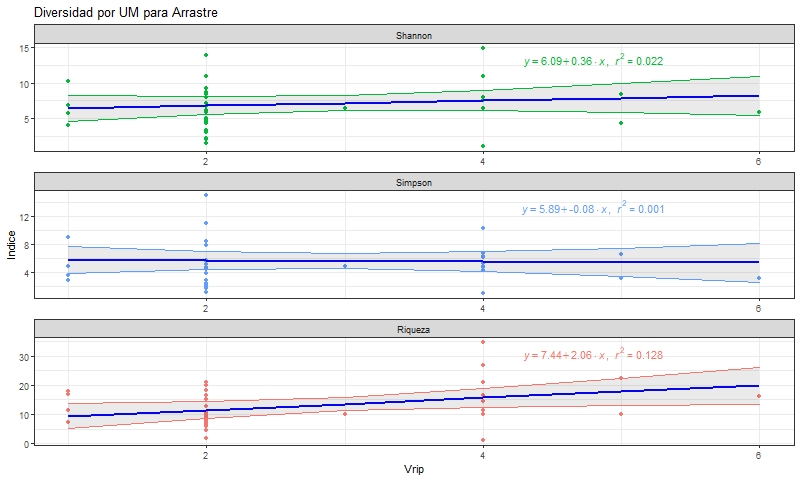 Diversidad por UM para Arrastre
Shannon
15
10
5
y = 6.09+0.36 · x, r² = 0.022
2 4 6
Simpson
12
8
4
y = 5.89+-0.08 · x, r² = 0.001
2 4 6
Riqueza
30
20
10
0
y = 7.44+2.06 · x, r² = 0.128
2 4 6
Indice
Vrip